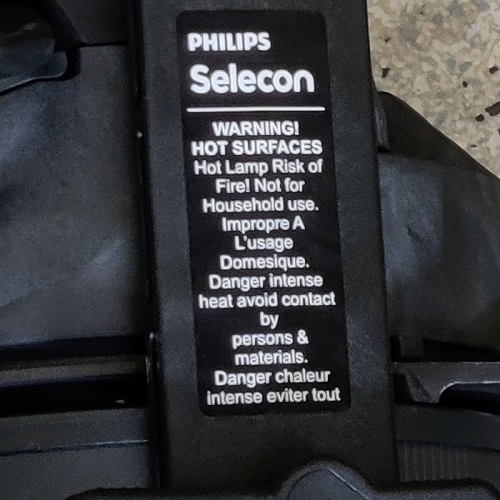 PHILIPS
Selecon
WARNING!
HOT SURFACES
Hot Lamp Risk of
Fire! Not for
Household use.
Impropre A
L'usage
Domesique.
Danger intense
heat avoid contact
by
persons &
materials.
Danger chaleur
intense eviter tout